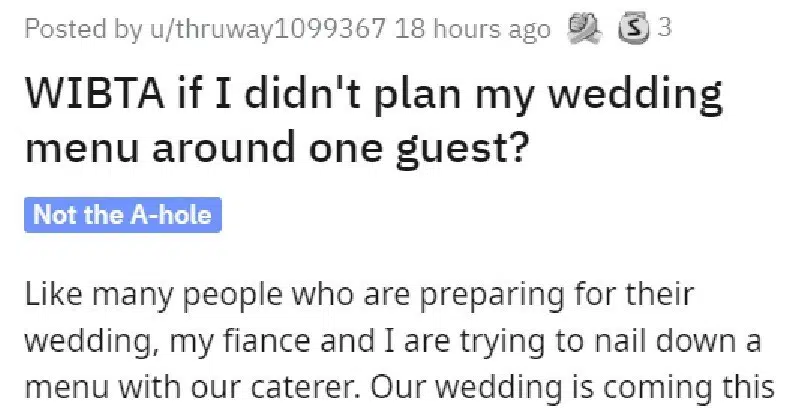 Posted by u/thruway1099367 18 hours ago S 3
WIBTA if I didn't plan my wedding
menu around one guest?
Not the A-hole
Like many people who are preparing for their
wedding, my fiance and I are trying to nail down a
menu with our caterer. Our wedding is coming this